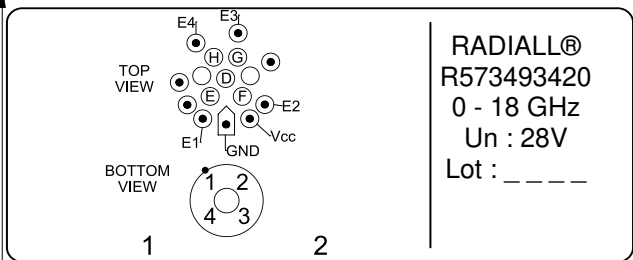 E4 E3
TOP
VIEW
H G
D
E F
E2
E1 Vcc
GND
BOTTOM
VIEW
1 2
4 3
1 2
RADIALL®
R573493420
0 - 18 GHz
Un : 28V
Lot : _ _ _ _